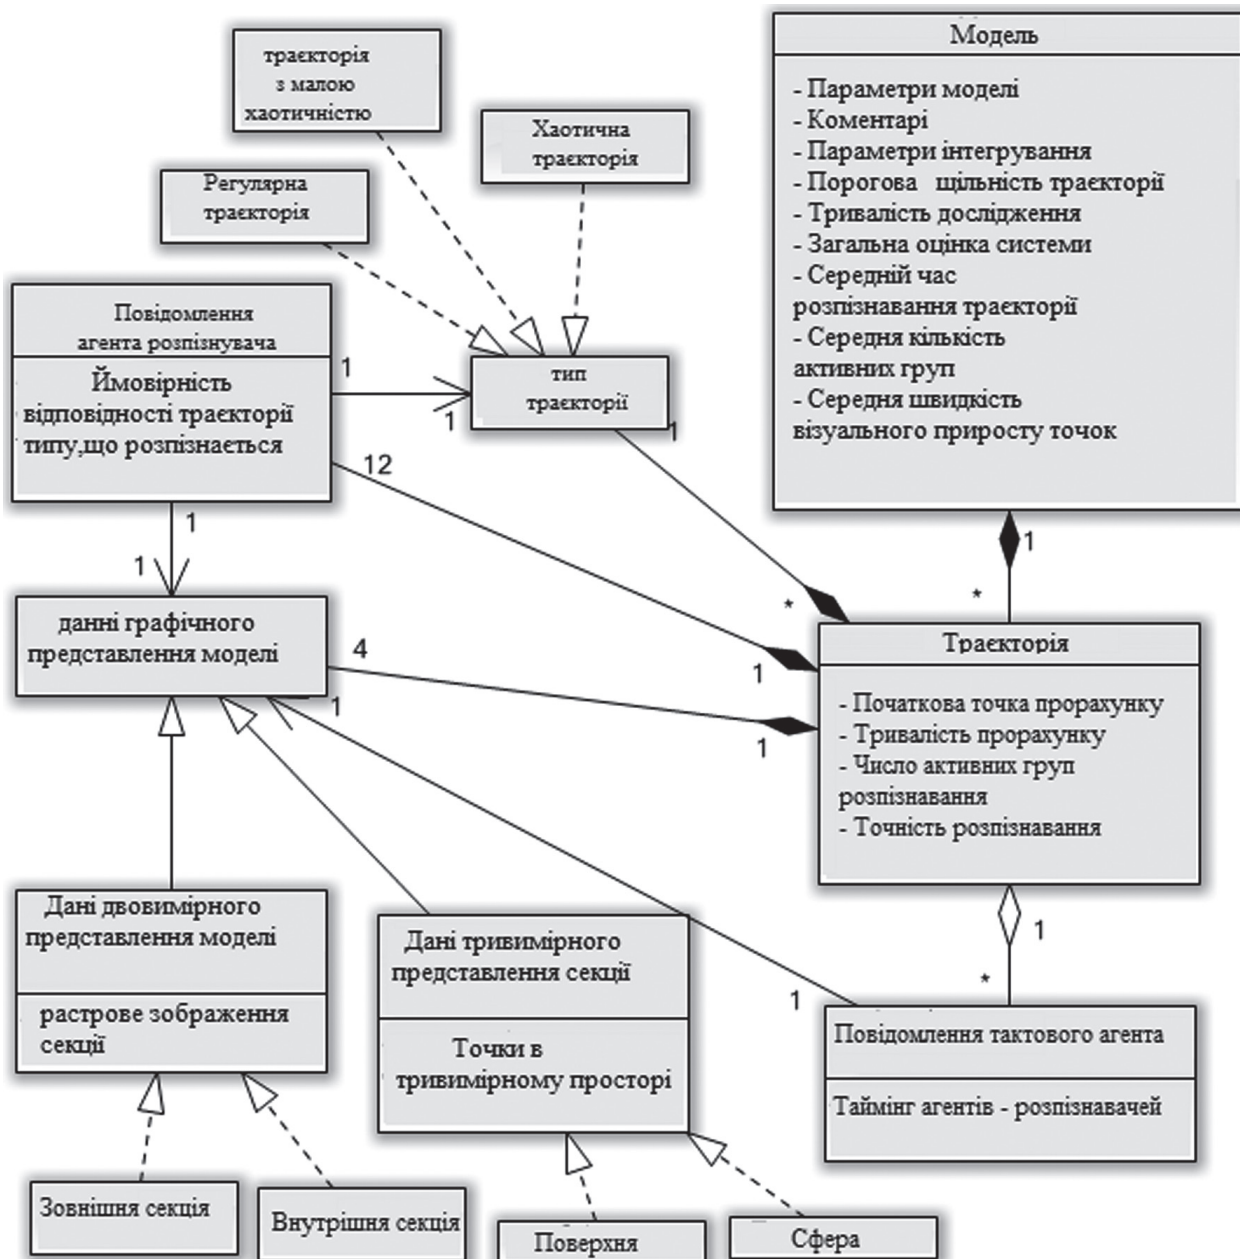 траєкторія
з малою
хаотичністю
Хаотична
траєкторія
Регулярна
траєкторія
Модель
- Параметри моделі
- Коментарі
- Параметри інтегрування
- Порогова щільність траєкторії
- Тривалість дослідження
- Загальна оцінка системи
- Середній час
розпізнавання траєкторії
- Середня кількість
активних груп
- Середня швидкість
візуального приросту точок
Повідомлення
агента розпізнувача
Ймовірність
відповідності траєкторії
типу,що розпізнається
1
1
тип
траєкторії
1
12
1
1
1
*
*
данні графічного
представлення моделі
4
1
1
1
Траєкторія
- Початкова точка прорахунку
- Тривалість прорахунку
- Число активних груп
розпізнавання
- Точність розпізнавання
1
*
1
Дані двовимірного
представлення моделі
растрове зображення
секції
Дані тривимірного
представлення секції
Точки в
тривимірному просторі
Повідомлення тактового агента
Таймінг агентів - розпізнавачей
Зовнішня секція
Внутрішня секція
Поверхня
Сфера